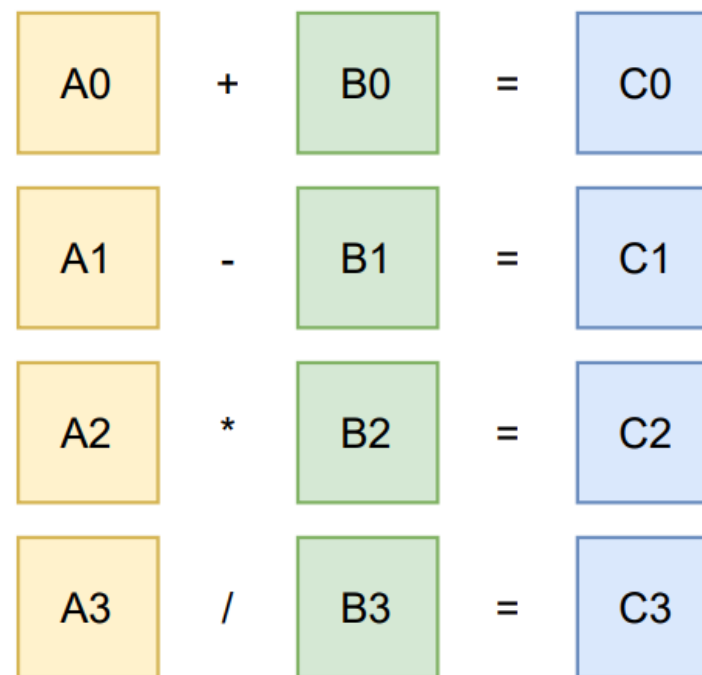 A0 + B0 = C0
A1 - B1 = C1
A2 * B2 = C2
A3 / B3 = C3